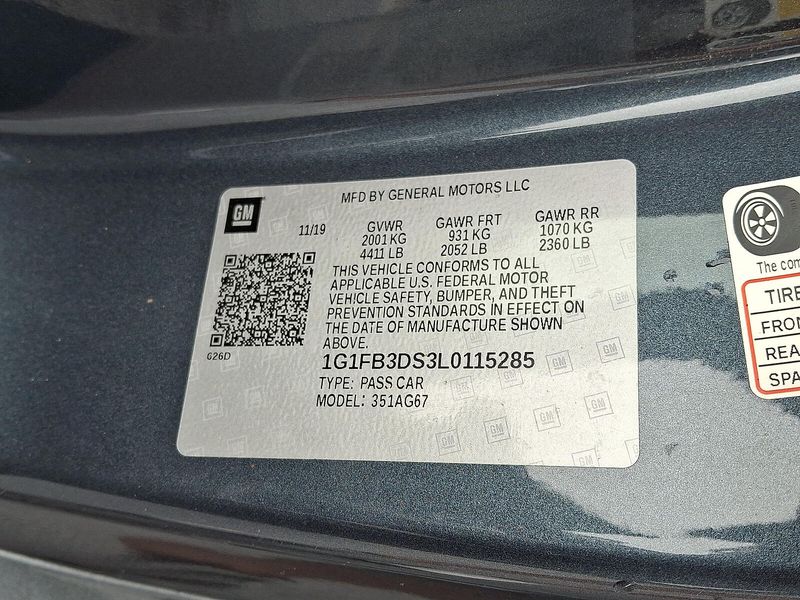 MFD BY GENERAL MOTORS LLC
GM
11/19 GVWR GAWR FRT GAWR RR
2001 KG 931 KG 1070 KG
4411 LB 2052 LB 2360 LB
THIS VEHICLE CONFORMS TO ALL
APPLICABLE U.S. FEDERAL MOTOR
VEHICLE SAFETY, BUMPER, AND THEFT
PREVENTION STANDARDS IN EFFECT ON
THE DATE OF MANUFACTURE SHOWN
ABOVE.
G26D
1G1FB3DS3L0115285
TYPE: PASS CAR
MODEL: 351AG67
The com
TIRE
FRON
REA
SPA